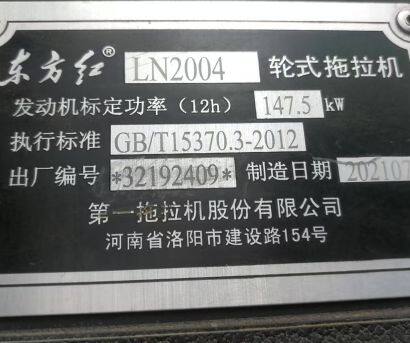 东方红® LN2004 轮式拖拉机
发动机标定功率（12h） 147.5 kW
执行标准 GB/T15370.3-2012
出厂编号 *32192409* 制造日期 202107
第一拖拉机股份有限公司
河南省洛阳市建设路154号